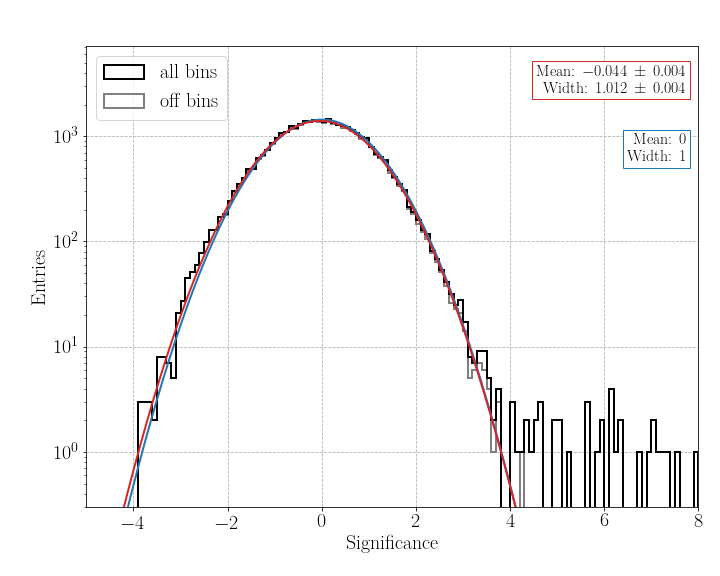 all bins
off bins
Mean: −0.044 ± 0.004
Width: 1.012 ± 0.004
Mean: 0
Width: 1
Entries
10^3
10^2
10^1
10^0
−4 −2 0 2 4 6 8
Significance